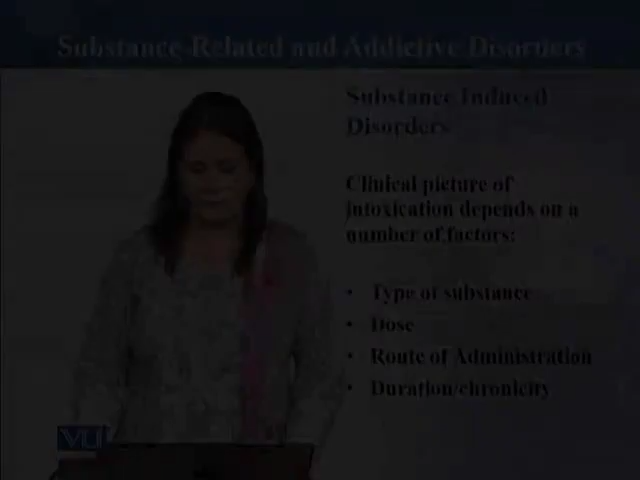 Substance-Related and Addictive Disorders
Substance Induced
Disorders
Clinical picture of
intoxication depends on a
number of factors:
• Type of substance
• Dose
• Route of Administration
• Duration/chronicity
VU